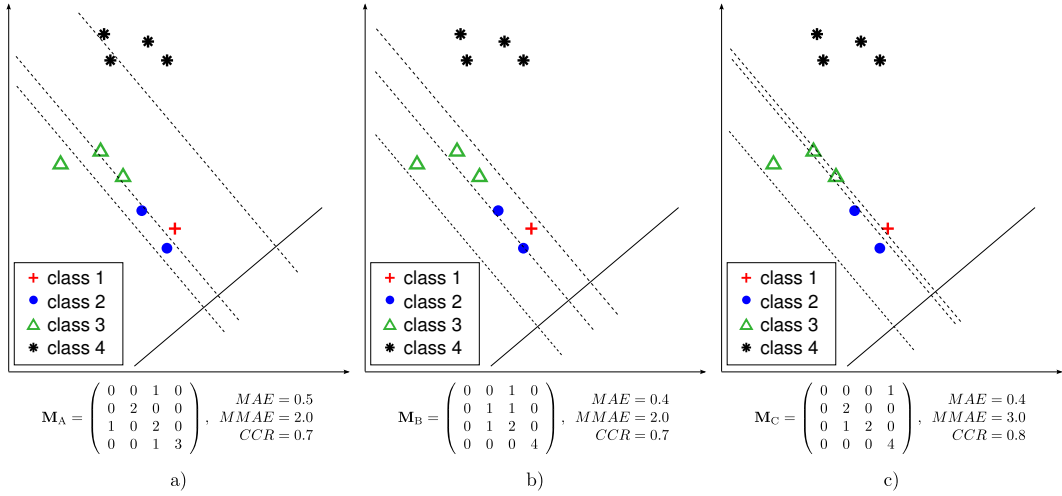 class 1
class 2
class 3
class 4
class 1
class 2
class 3
class 4
class 1
class 2
class 3
class 4
M_A = ( 0 0 1 0
0 2 0 0
1 0 2 0
0 0 1 3 ) ,
MAE = 0.5
MMAE = 2.0
CCR = 0.7
M_B = ( 0 0 1 0
0 1 1 0
0 1 2 0
0 0 0 4 ) ,
MAE = 0.4
MMAE = 2.0
CCR = 0.7
M_C = ( 0 0 0 1
0 2 0 0
0 1 2 0
0 0 0 4 ) ,
MAE = 0.4
MMAE = 3.0
CCR = 0.8
a)
b)
c)